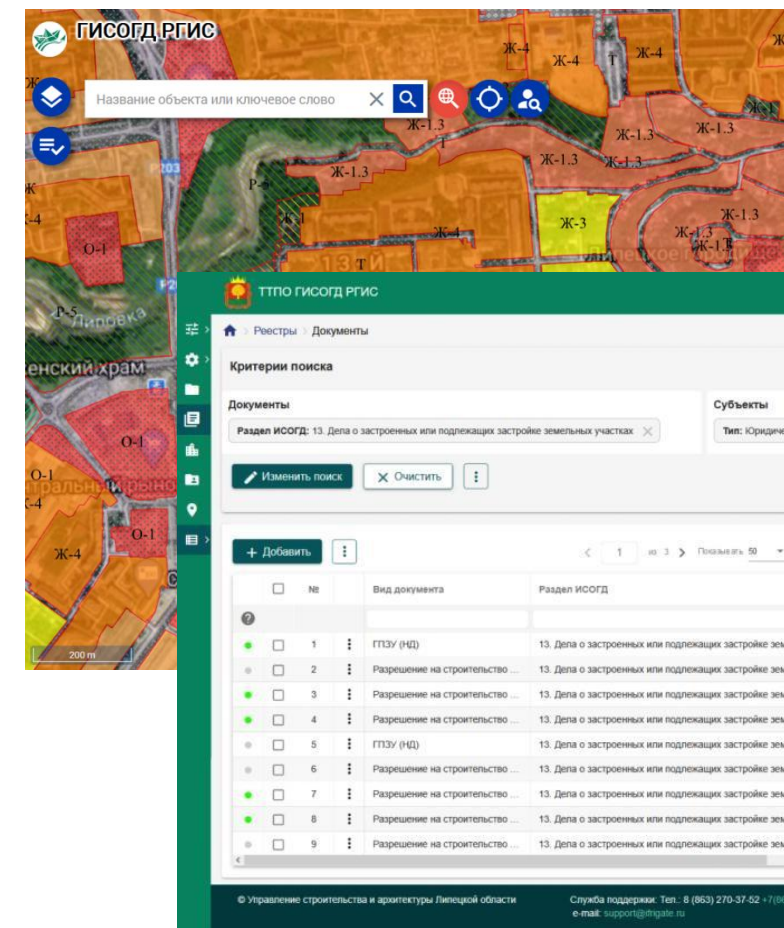 ГИСОГД РГИС
Ж-4
Ж-4
Т
Ж-4
Название объекта или ключевое слово
Ж-1.3
Т
Ж-1.3
Ж-1.3
Ж-1.3
Ж-1.3
Р203
Ж-1.3
Ж
-4
Ж-4
Ж-3
Ж-1.3
О-1
13
Т
Р-5
Липовка
енский храм
О-1
О-1
-4
О-1
Ж-4
200 m
ТТПО ГИСОГД РГИС
Реестры
Документы
Критерии поиска
Документы
Субъекты
Раздел ИСОГД: 13. Дела о застроенных или подлежащих застройке земельных участках
Тип: Юридиче
Изменить поиск
Очистить
Добавить
1 из 3
Показывать 50
№ Вид документа Раздел ИСОГД
1 ГПЗУ (НД) 13. Дела о застроенных или подлежащих застройке зем
2 Разрешение на строительство ... 13. Дела о застроенных или подлежащих застройке зем
3 Разрешение на строительство ... 13. Дела о застроенных или подлежащих застройке зем
4 Разрешение на строительство ... 13. Дела о застроенных или подлежащих застройке зем
5 ГПЗУ (НД) 13. Дела о застроенных или подлежащих застройке зем
6 Разрешение на строительство ... 13. Дела о застроенных или подлежащих застройке зем
7 Разрешение на строительство ... 13. Дела о застроенных или подлежащих застройке зем
8 Разрешение на строительство ... 13. Дела о застроенных или подлежащих застройке зем
9 Разрешение на строительство ... 13. Дела о застроенных или подлежащих застройке зем
© Управление строительства и архитектуры Липецкой области
Служба поддержки: Тел.: 8 (863) 270-37-52
e-mail: support@itrigate.ru